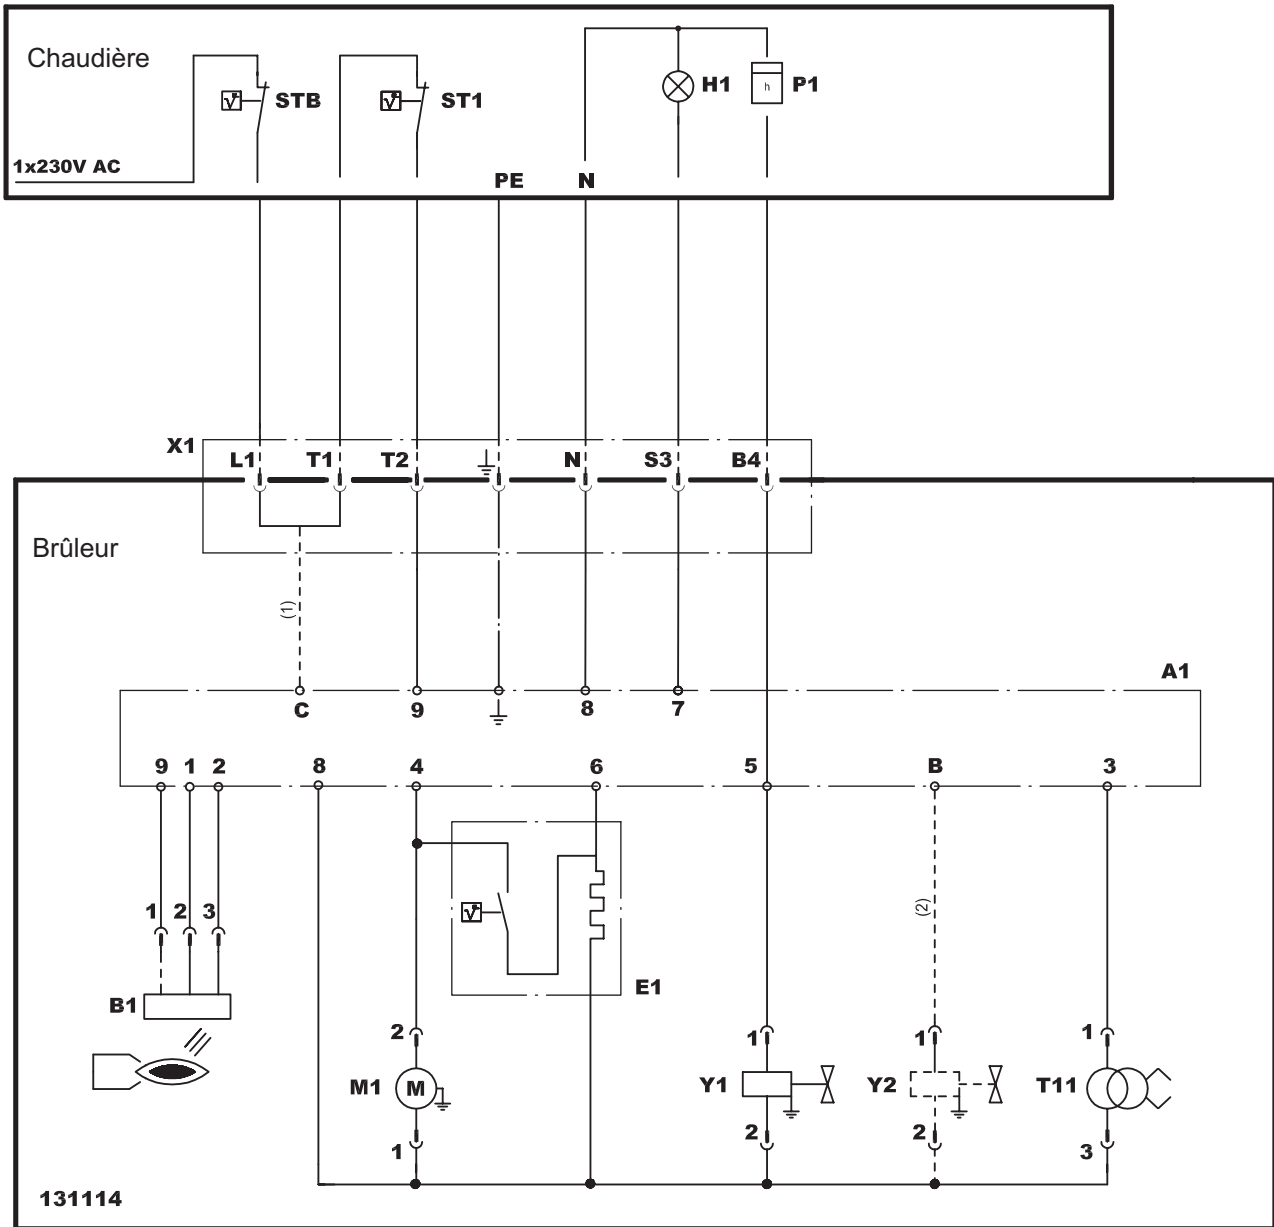 Chaudière
STB
ST1
H1
h
P1
1x230V AC
PE N
X1
L1 T1 T2 N S3 B4
Brûleur
(1)
A1
C 9 8 7
9 1 2 8 4 6 5 B 3
1 2 3
(2)
B1
E1
2 1 1 1
M1 M Y1 Y2 T11
1 2 2 3
131114